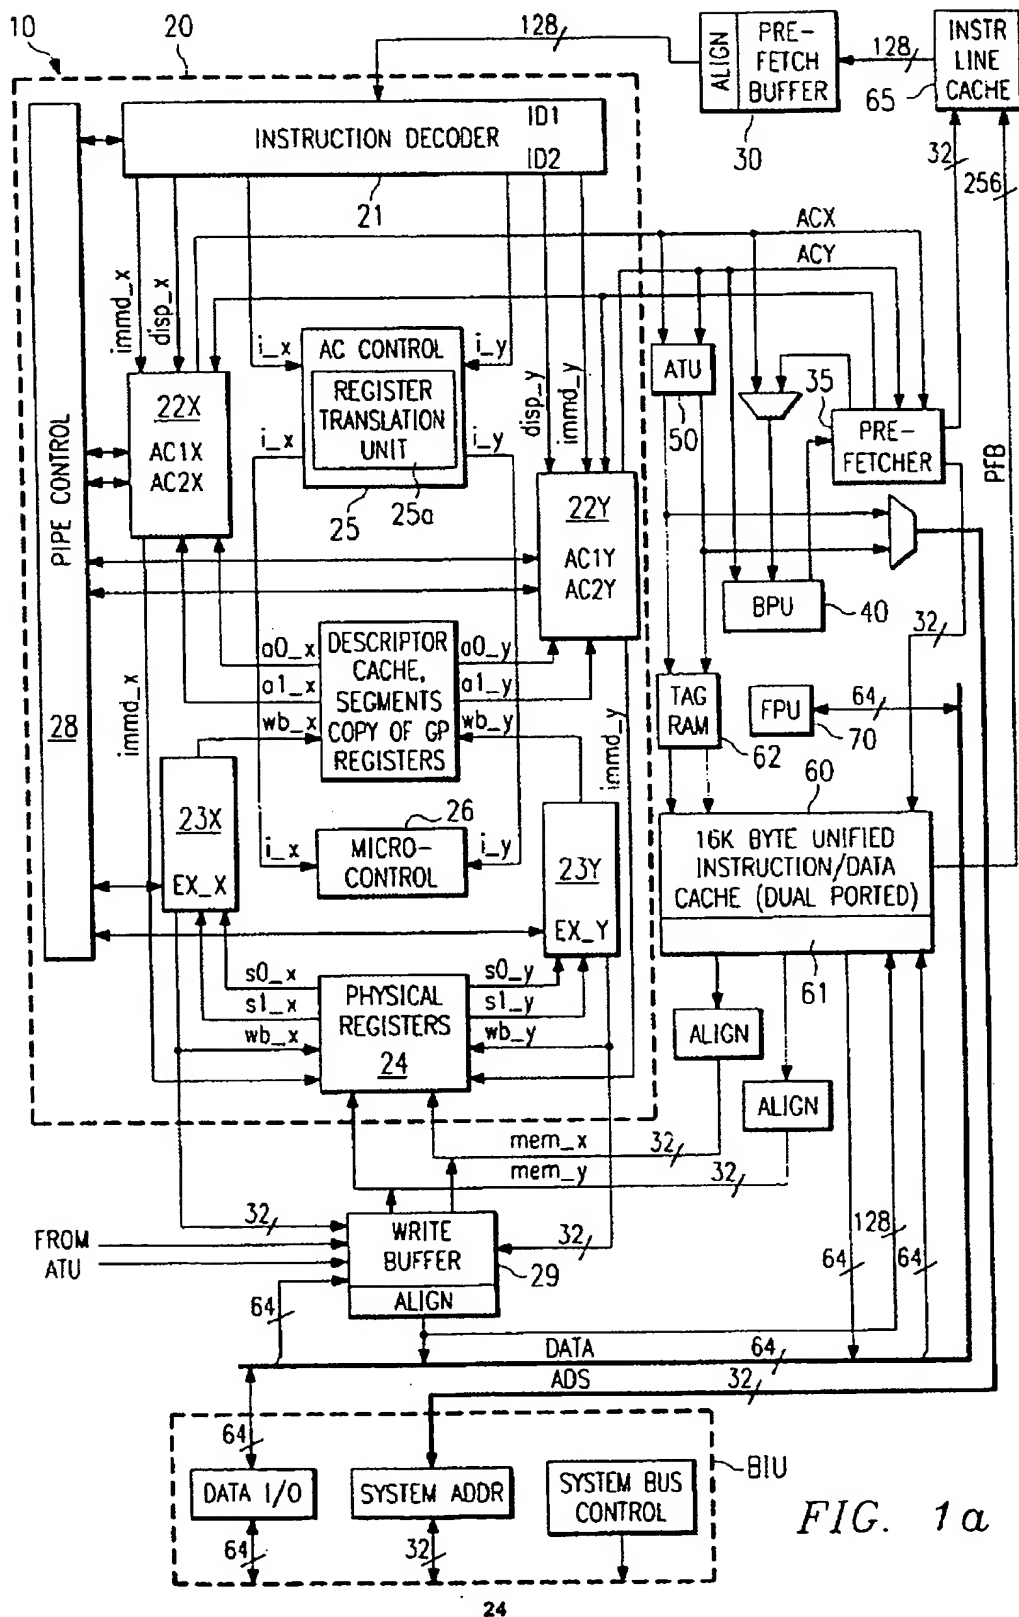 10
20
128
ALIGN
PRE-
FETCH
BUFFER
30
128
INSTR
LINE
CACHE
65
32
256
PFB
INSTRUCTION DECODER
ID1
ID2
21
PIPE CONTROL
28
immd_x
disp_x
i_x
AC CONTROL
REGISTER
TRANSLATION
UNIT
i_y
i_x
i_y
25
25a
disp_y
immd_y
22X
AC1X
AC2X
22Y
AC1Y
AC2Y
ACX
ACY
ATU
50
35
PRE-
FETCHER
BPU
40
32
TAG
RAM
62
FPU
70
64
a0_x
a1_x
wb_x
DESCRIPTOR
CACHE,
SEGMENTS
COPY OF GP
REGISTERS
a0_y
a1_y
wb_y
immd_x
immd_y
23X
EX_X
26
i_x
MICRO-
CONTROL
i_y
23Y
EX_Y
60
16K BYTE UNIFIED
INSTRUCTION/DATA
CACHE (DUAL PORTED)
61
s0_x
s1_x
wb_x
PHYSICAL
REGISTERS
24
s0_y
s1_y
wb_y
ALIGN
ALIGN
mem_x
32
mem_y
32
FROM
ATU
32
WRITE
BUFFER
ALIGN
32
29
64
64
128
64
DATA
64
ADS
32
64
BIU
DATA I/O
SYSTEM ADDR
SYSTEM BUS
CONTROL
64
32
FIG. 1a
24